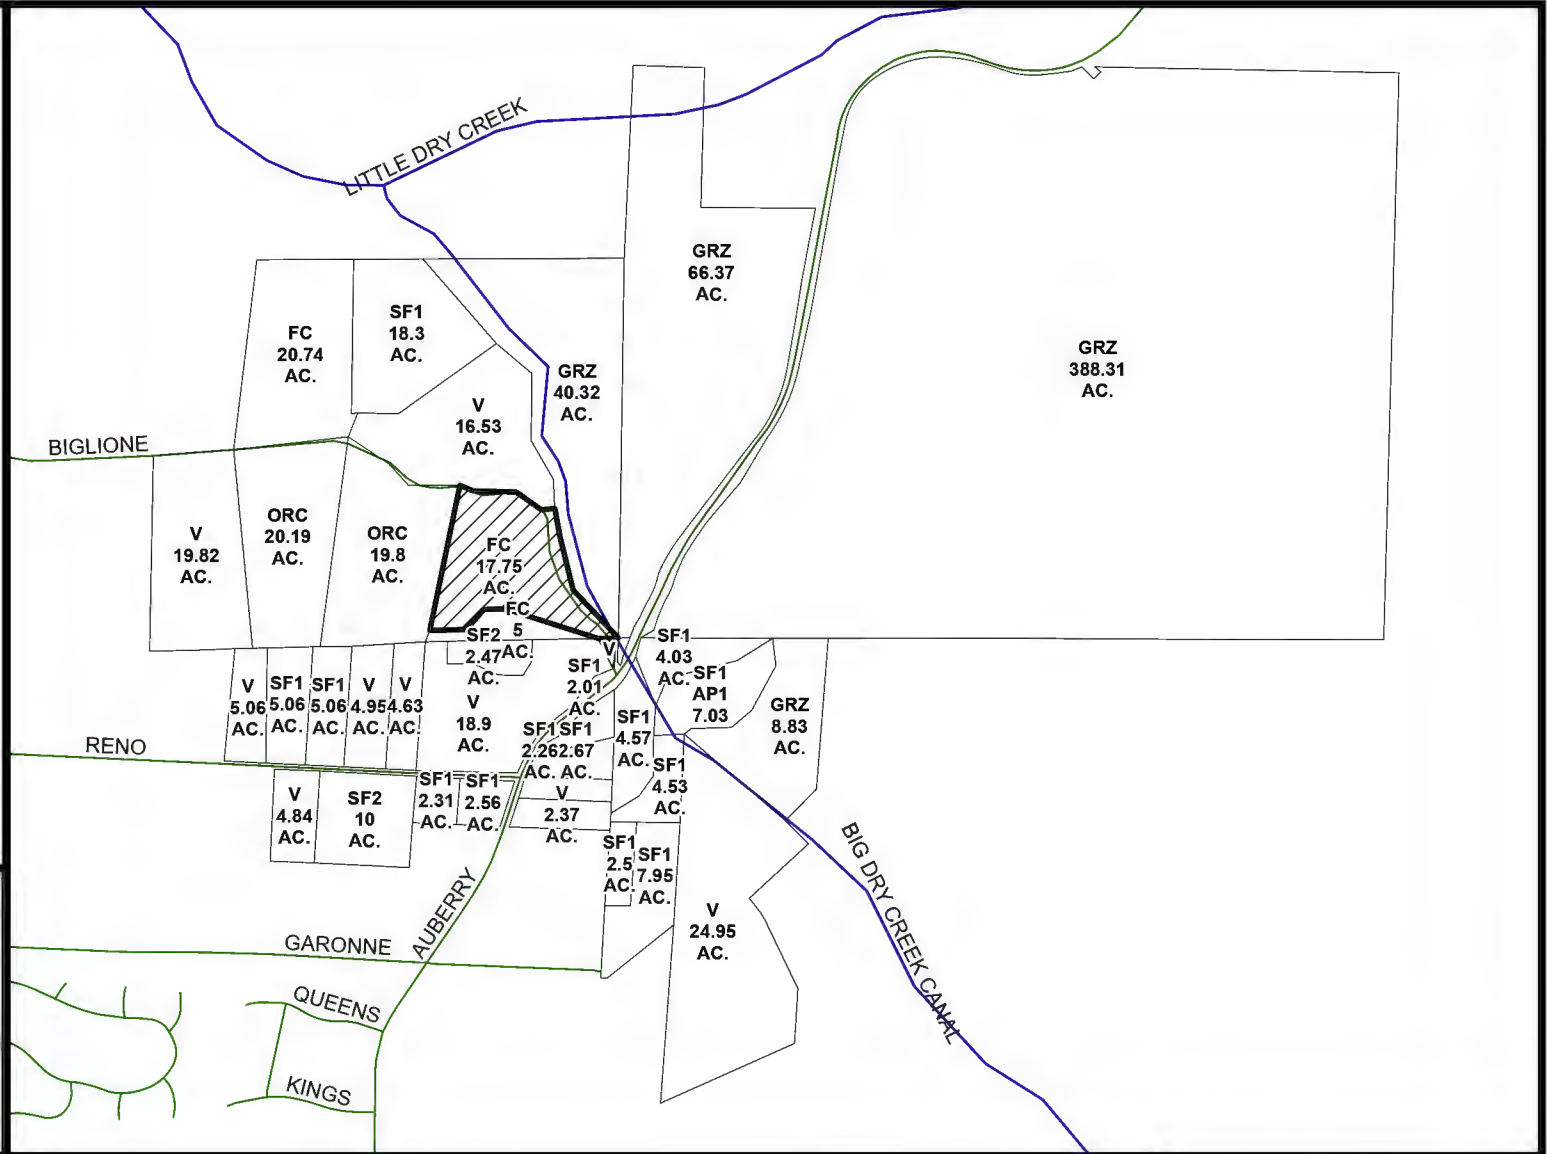 LITTLE DRY CREEK
GRZ
66.37
AC.
SF1
18.3
AC.
FC
20.74
AC.
GRZ
388.31
AC.
GRZ
40.32
AC.
V
16.53
AC.
BIGLIONE
V
19.82
AC.
ORC
20.19
AC.
ORC
19.8
AC.
FC
17.75
AC.
FC
5
AC.
SF2
2.47
AC.
V
SF1
4.03
AC.
SF1
AP1
7.03
SF1
2.01
AC.
V
5.06
AC.
SF1
5.06
AC.
SF1
5.06
AC.
V
4.95
AC.
V
4.63
AC.
V
18.9
AC.
GRZ
8.83
AC.
SF1
2.26
AC.
SF1
2.67
AC.
SF1
4.57
AC.
SF1
4.53
AC.
RENO
V
4.84
AC.
SF2
10
AC.
SF1
2.31
AC.
SF1
2.56
AC.
V
2.37
AC.
SF1
2.5
AC.
SF1
7.95
AC.
BIG DRY CREEK CANAL
V
24.95
AC.
AUBERRY
GARONNE
QUEENS
KINGS